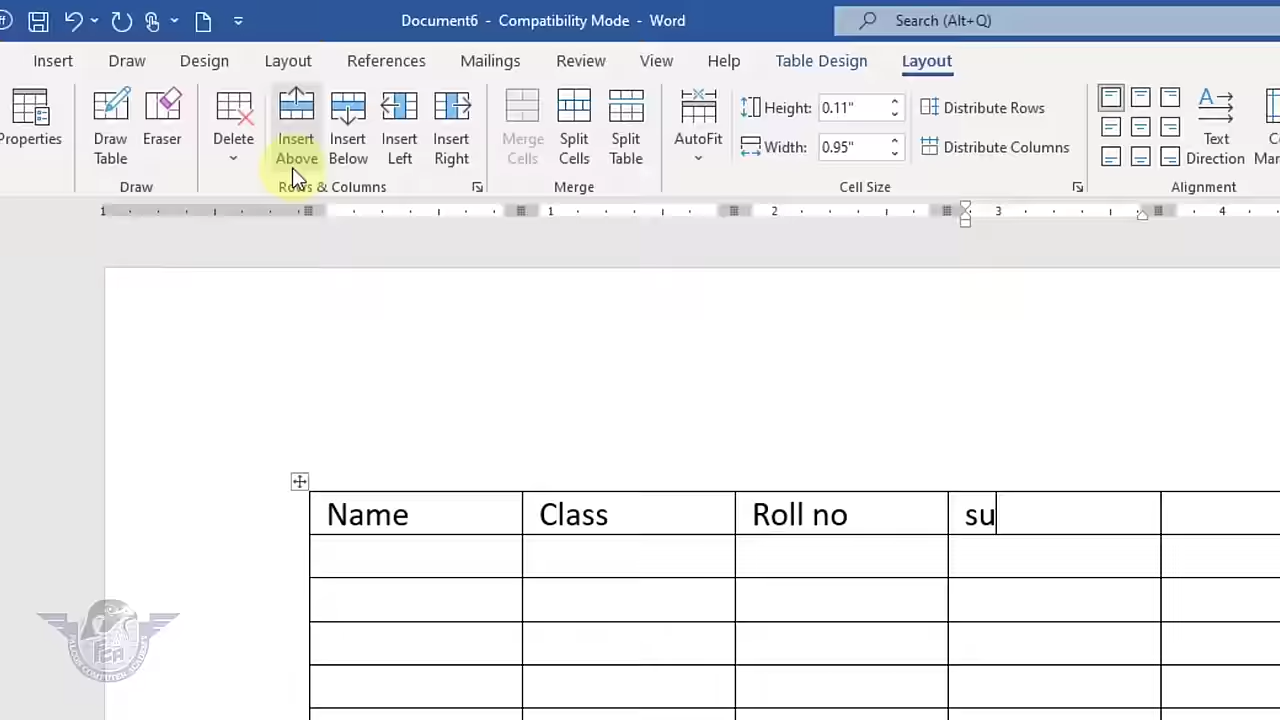 Document6 - Compatibility Mode - Word
Search (Alt+Q)
Insert Draw Design Layout References Mailings Review View Help Table Design Layout
Properties
Draw Table
Eraser
Delete
Insert Above
Insert Below
Insert Left
Insert Right
Merge Cells
Split Cells
Split Table
AutoFit
Height: 0.11"
Width: 0.95"
Distribute Rows
Distribute Columns
Text Direction
Draw
Rows & Columns
Merge
Cell Size
Alignment
1 1 2 3 4
Name Class Roll no su
FCA